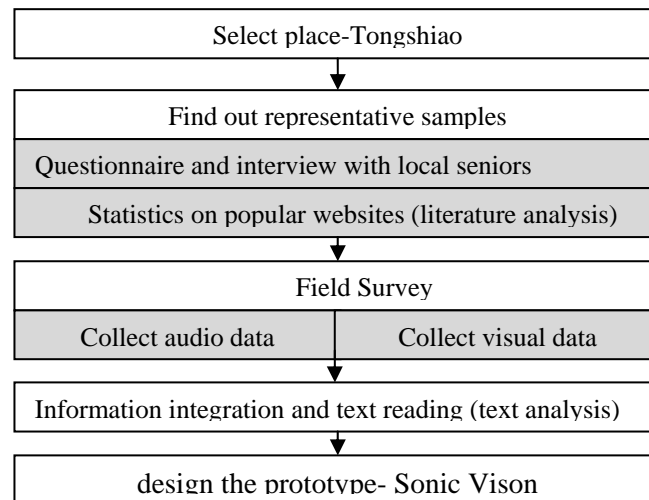 Select place-Tongshiao
Find out representative samples
Questionnaire and interview with local seniors
Statistics on popular websites (literature analysis)
Field Survey
Collect audio data
Collect visual data
Information integration and text reading (text analysis)
design the prototype- Sonic Vison